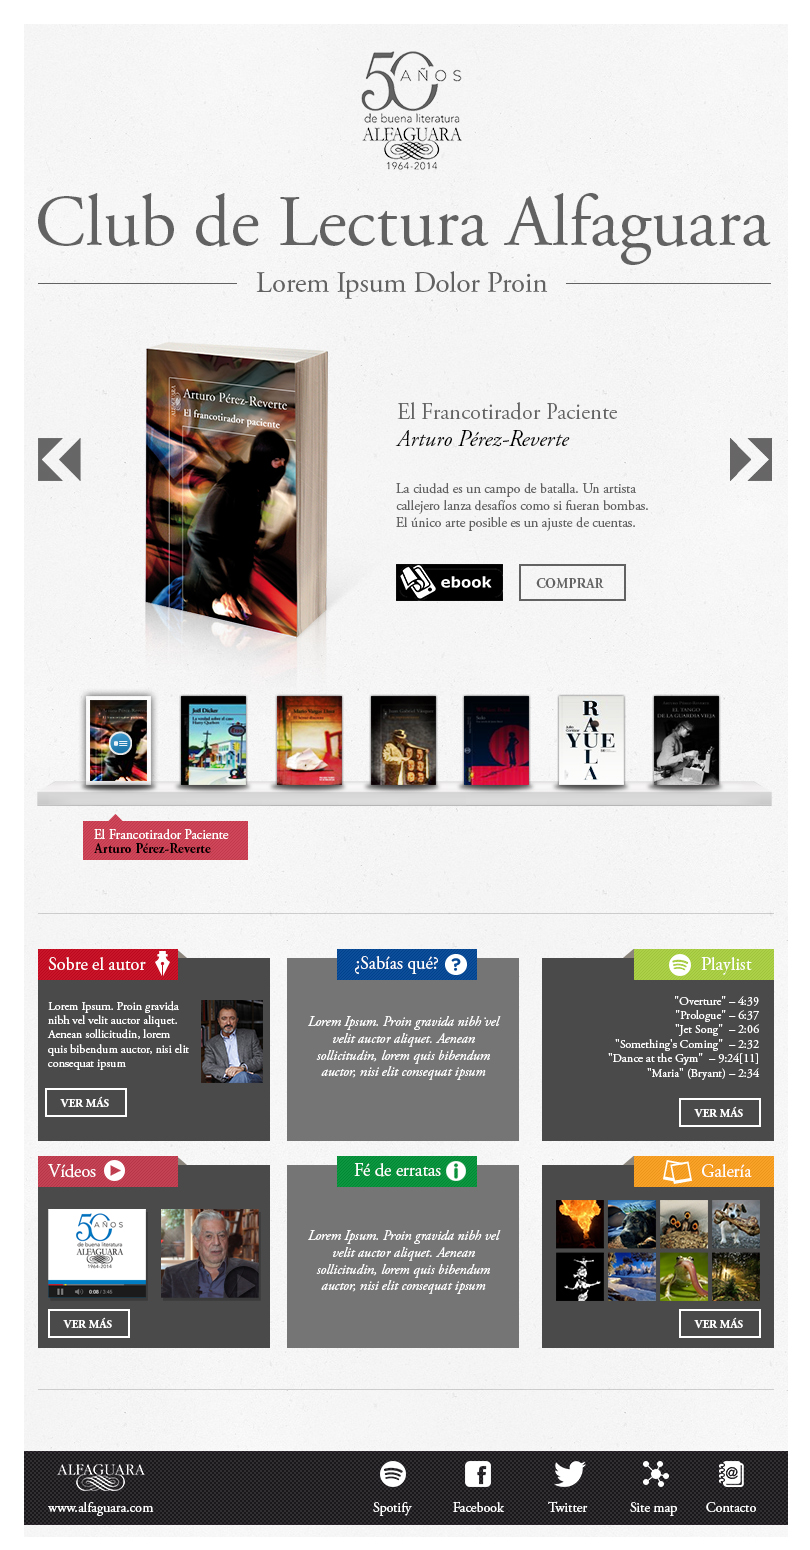 50 AÑOS
de buena literatura
ALFAGUARA
1964-2014
Club de Lectura Alfaguara
Lorem Ipsum Dolor Proin
ALFAGUARA
Arturo Pérez-Reverte
El francotirador paciente
El Francotirador Paciente
Arturo Pérez-Reverte
La ciudad es un campo de batalla. Un artista
callejero lanza desafíos como si fueran bombas.
El único arte posible es un ajuste de cuentas.
ebook
COMPRAR
Joël Dicker
La verdad sobre el caso
Harry Quebert
Mario Vargas Llosa
RAYUELA
EL TANGO
DE LA GUARDIA VIEJA
El Francotirador Paciente
Arturo Pérez-Reverte
Sobre el autor
Lorem Ipsum. Proin gravida
nibh vel velit auctor aliquet.
Aenean sollicitudin, lorem
quis bibendum auctor, nisi elit
consequat ipsum
VER MÁS
¿Sabías qué?
Lorem Ipsum. Proin gravida nibh vel
velit auctor aliquet. Aenean
sollicitudin, lorem quis bibendum
auctor, nisi elit consequat ipsum
Playlist
"Overture" – 4:39
"Prologue" – 6:37
"Jet Song" – 2:06
"Something's Coming" – 2:32
"Dance at the Gym" – 9:24[11]
"Maria" (Bryant) – 2:34
VER MÁS
Vídeos
50 AÑOS
de buena literatura
ALFAGUARA
1964-2014
0:08 / 3:46
VER MÁS
Fé de erratas
Lorem Ipsum. Proin gravida nibh vel
velit auctor aliquet. Aenean
sollicitudin, lorem quis bibendum
auctor, nisi elit consequat ipsum
Galería
VER MÁS
ALFAGUARA
www.alfaguara.com
Spotify
Facebook
Twitter
Site map
Contacto